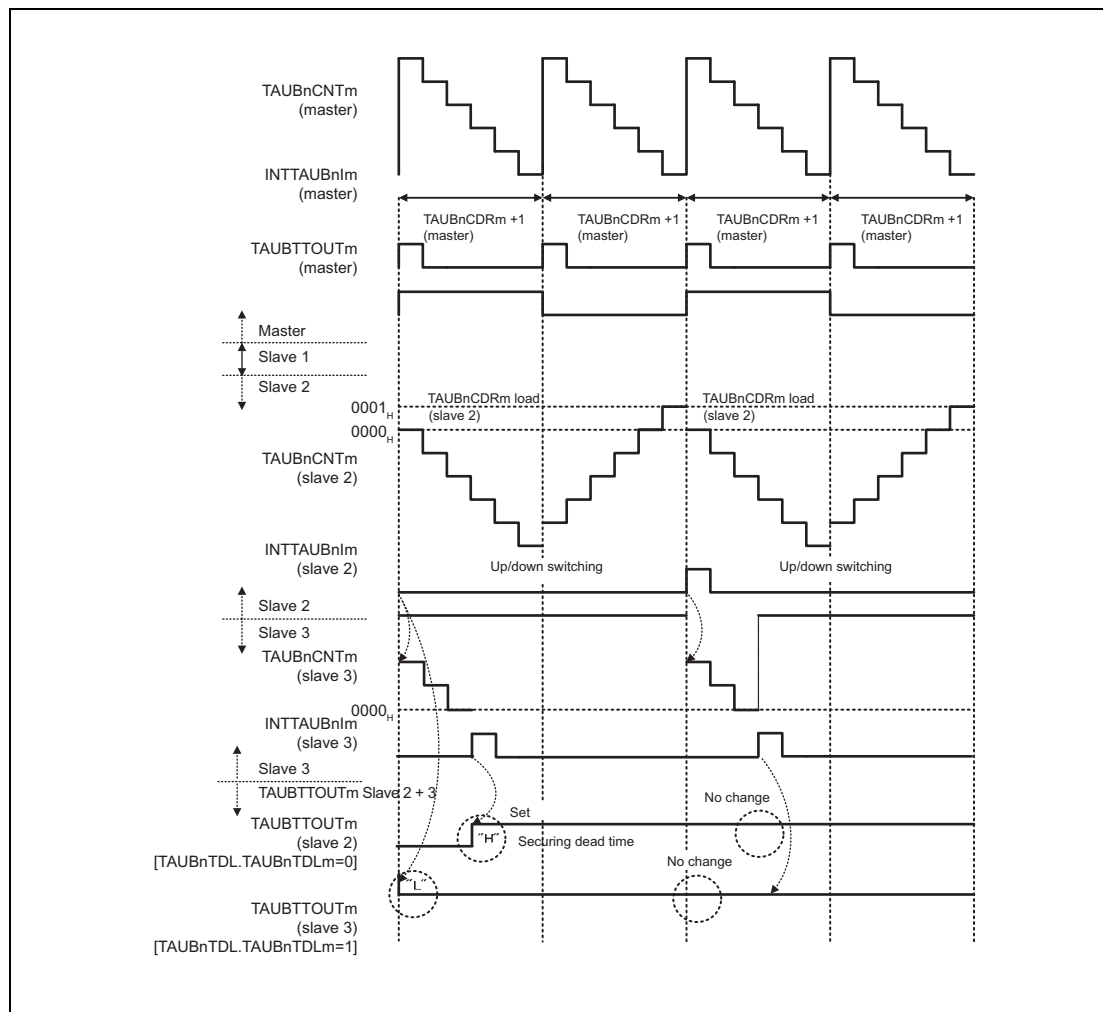 TAUBnCNTm
(master)
INTTAUBnIm
(master)
TAUBnCDRm +1
(master)
TAUBnCDRm +1
(master)
TAUBnCDRm +1
(master)
TAUBnCDRm +1
(master)
TAUBTTOUTm
(master)
Master
Slave 1
Slave 2
0001H
TAUBnCDRm load
(slave 2)
TAUBnCDRm load
(slave 2)
0000H
TAUBnCNTm
(slave 2)
INTTAUBnIm
(slave 2)
Up/down switching
Up/down switching
Slave 2
Slave 3
TAUBnCNTm
(slave 3)
0000H
INTTAUBnIm
(slave 3)
Slave 3
TAUBTTOUTm Slave 2 + 3
No change
Set
TAUBTTOUTm
(slave 2)
[TAUBnTDL.TAUBnTDLm=0]
"H"
Securing dead time
No change
"L"
TAUBTTOUTm
(slave 3)
[TAUBnTDL.TAUBnTDLm=1]